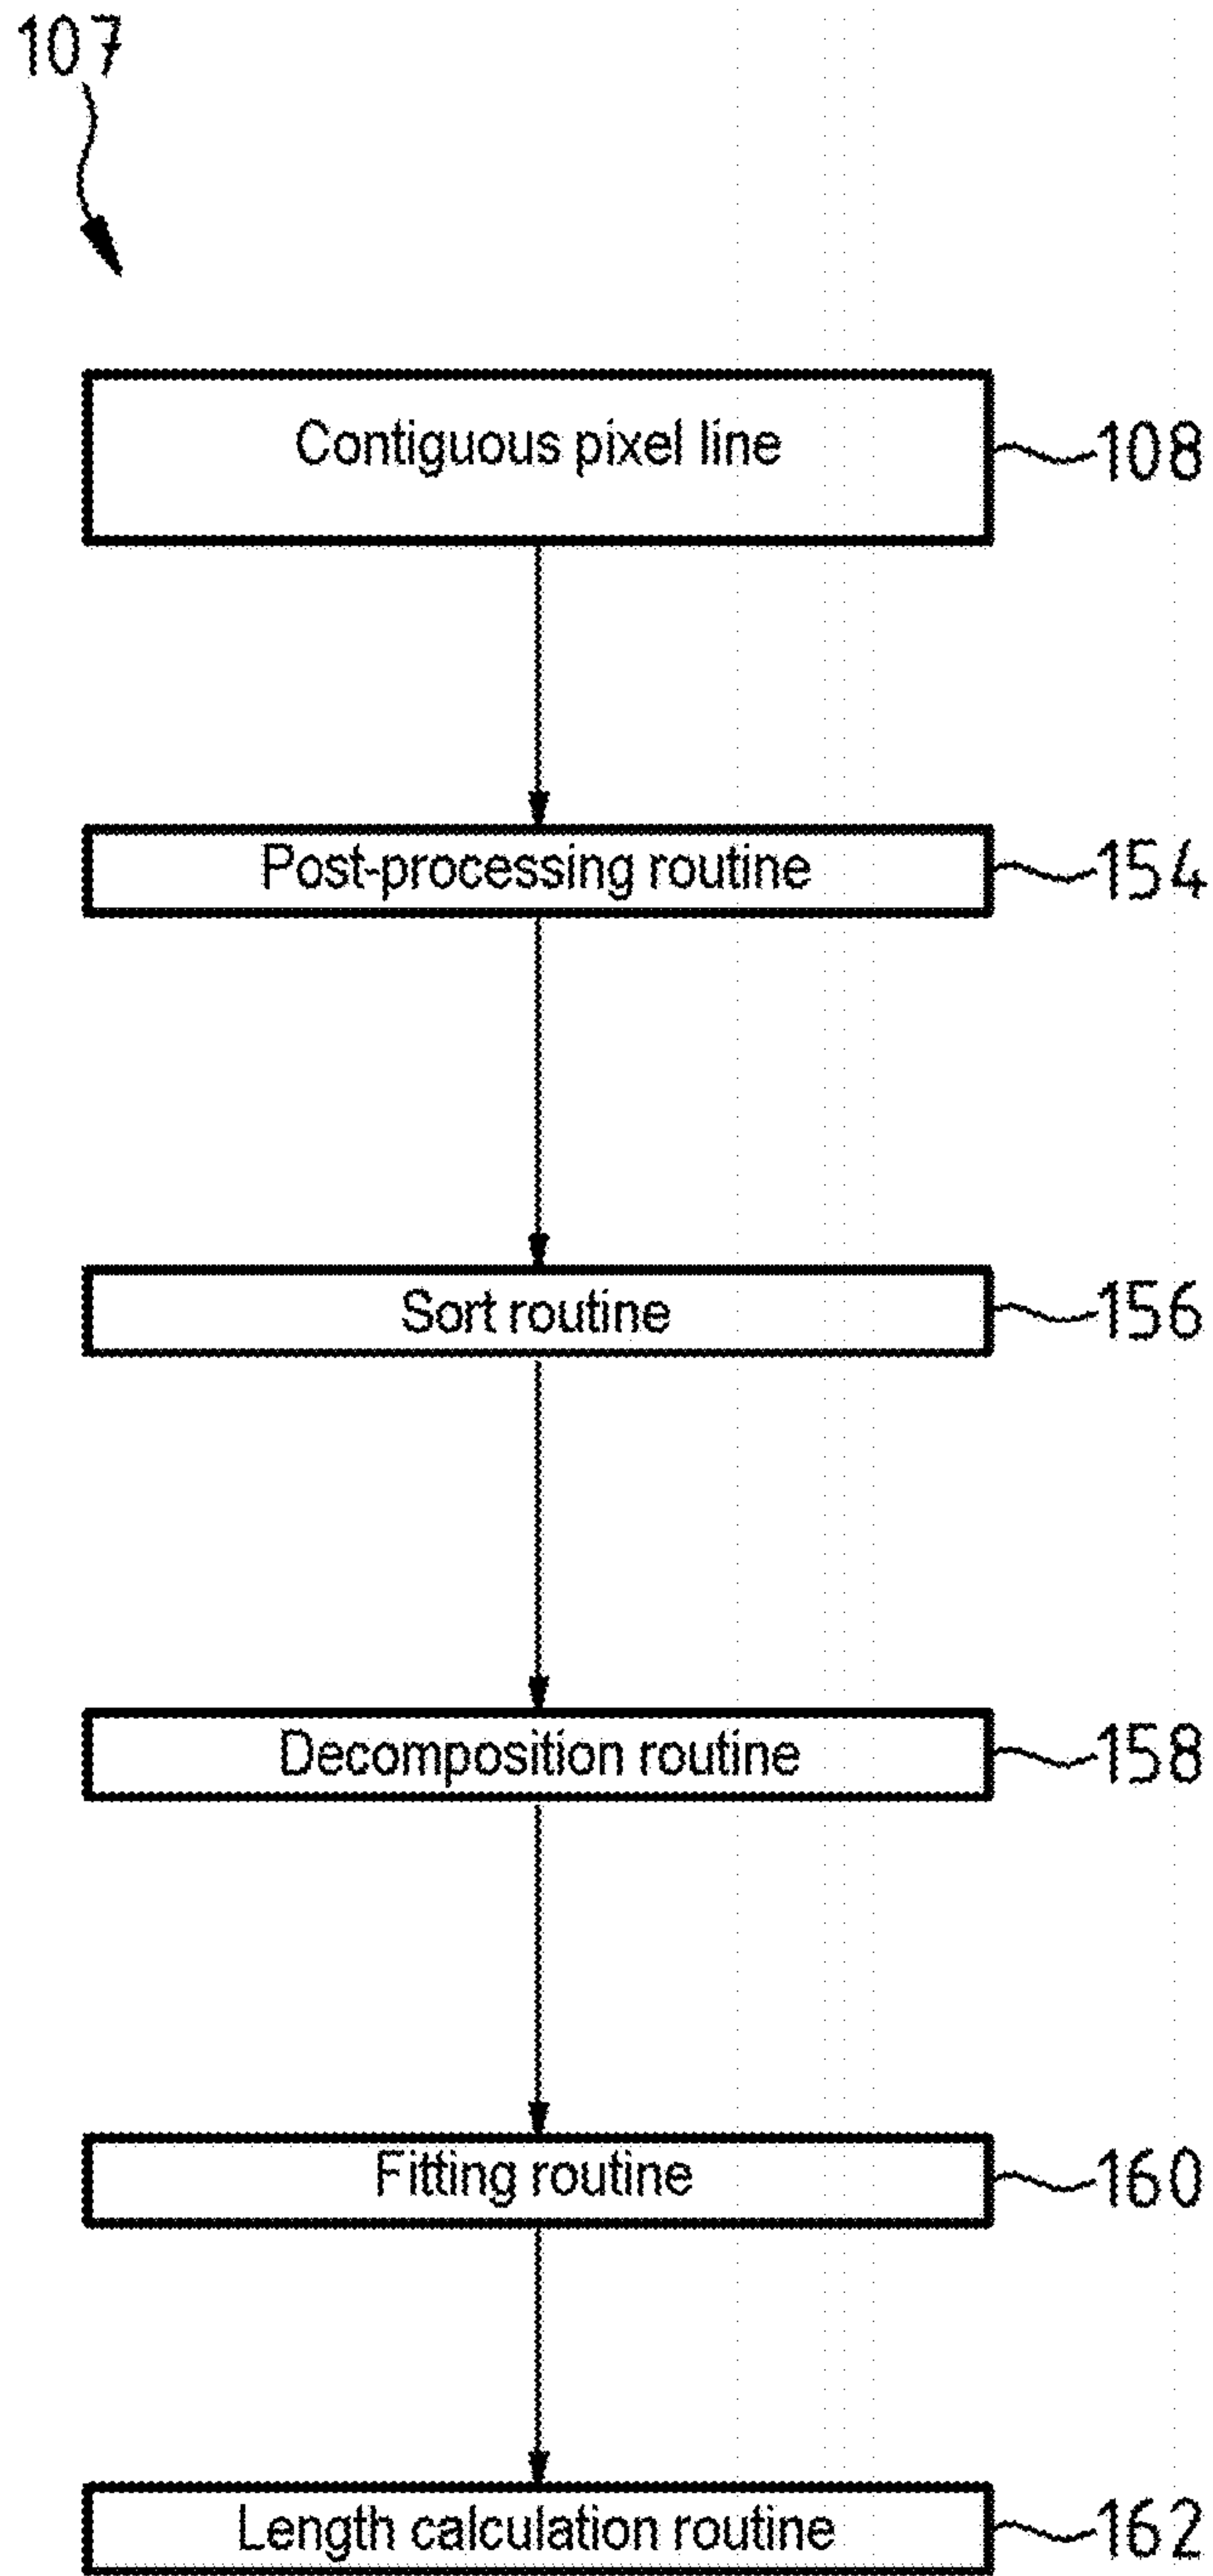 107
Contiguous pixel line
108
Post-processing routine
154
Sort routine
156
Decomposition routine
158
Fitting routine
160
Length calculation routine
162